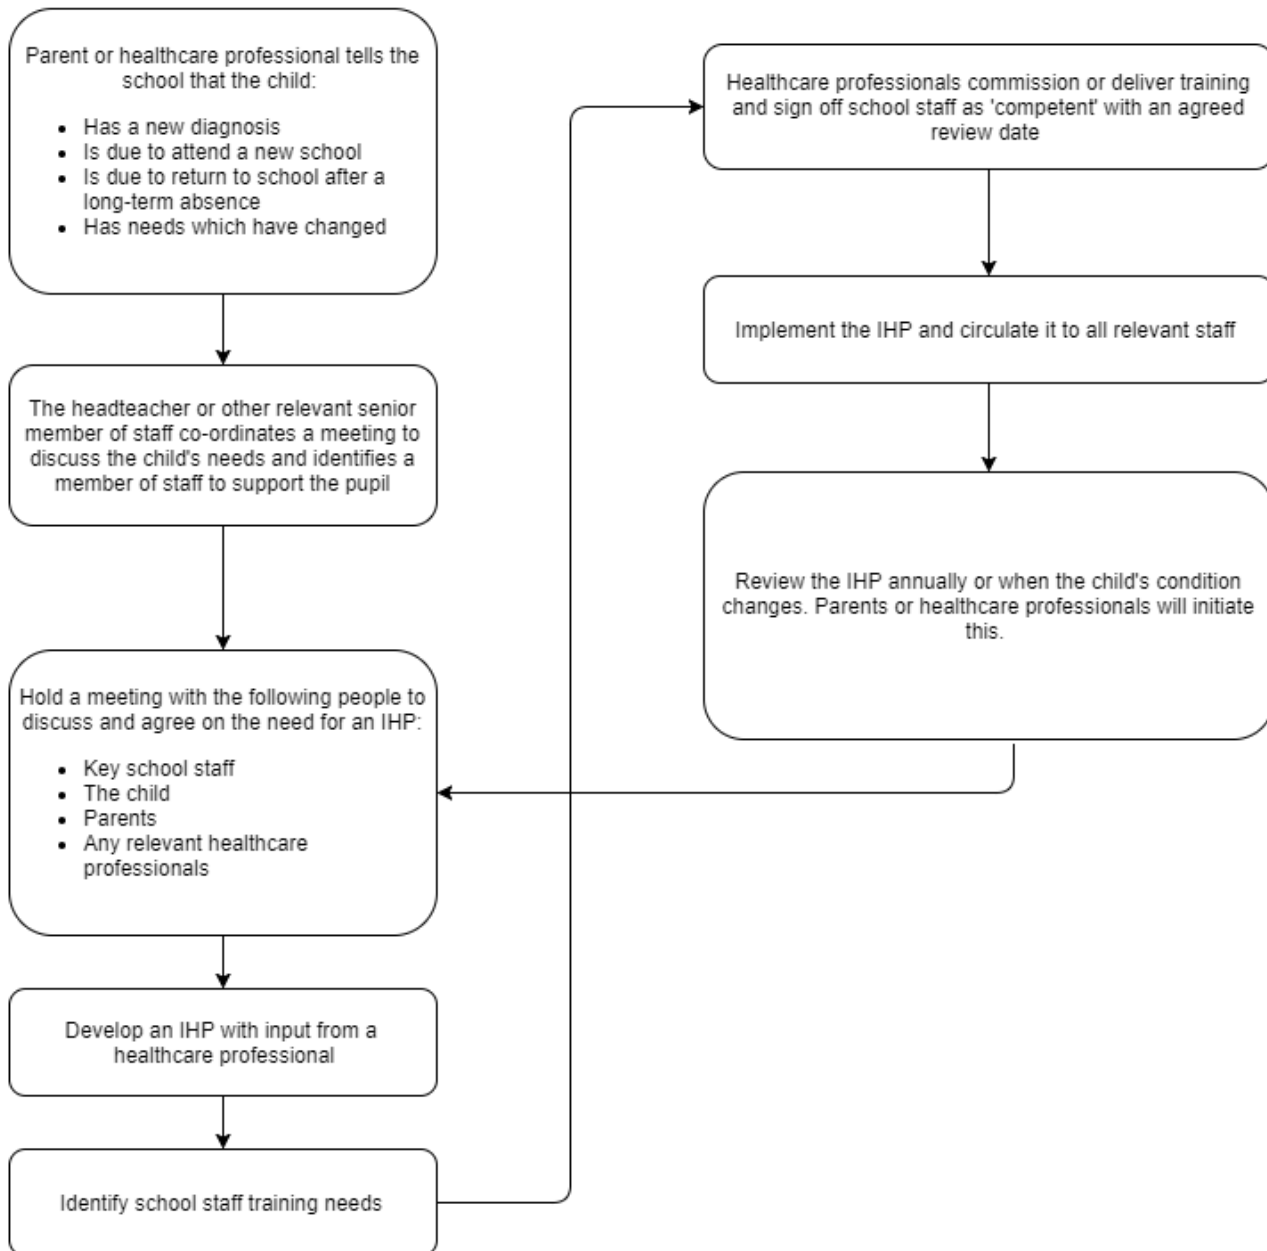 Parent or healthcare professional tells the
school that the child:
• Has a new diagnosis
• Is due to attend a new school
• Is due to return to school after a
long-term absence
• Has needs which have changed
The headteacher or other relevant senior
member of staff co-ordinates a meeting to
discuss the child's needs and identifies a
member of staff to support the pupil
Hold a meeting with the following people to
discuss and agree on the need for an IHP:
• Key school staff
• The child
• Parents
• Any relevant healthcare
professionals
Develop an IHP with input from a
healthcare professional
Identify school staff training needs
Healthcare professionals commission or deliver training
and sign off school staff as 'competent' with an agreed
review date
Implement the IHP and circulate it to all relevant staff
Review the IHP annually or when the child's condition
changes. Parents or healthcare professionals will initiate
this.